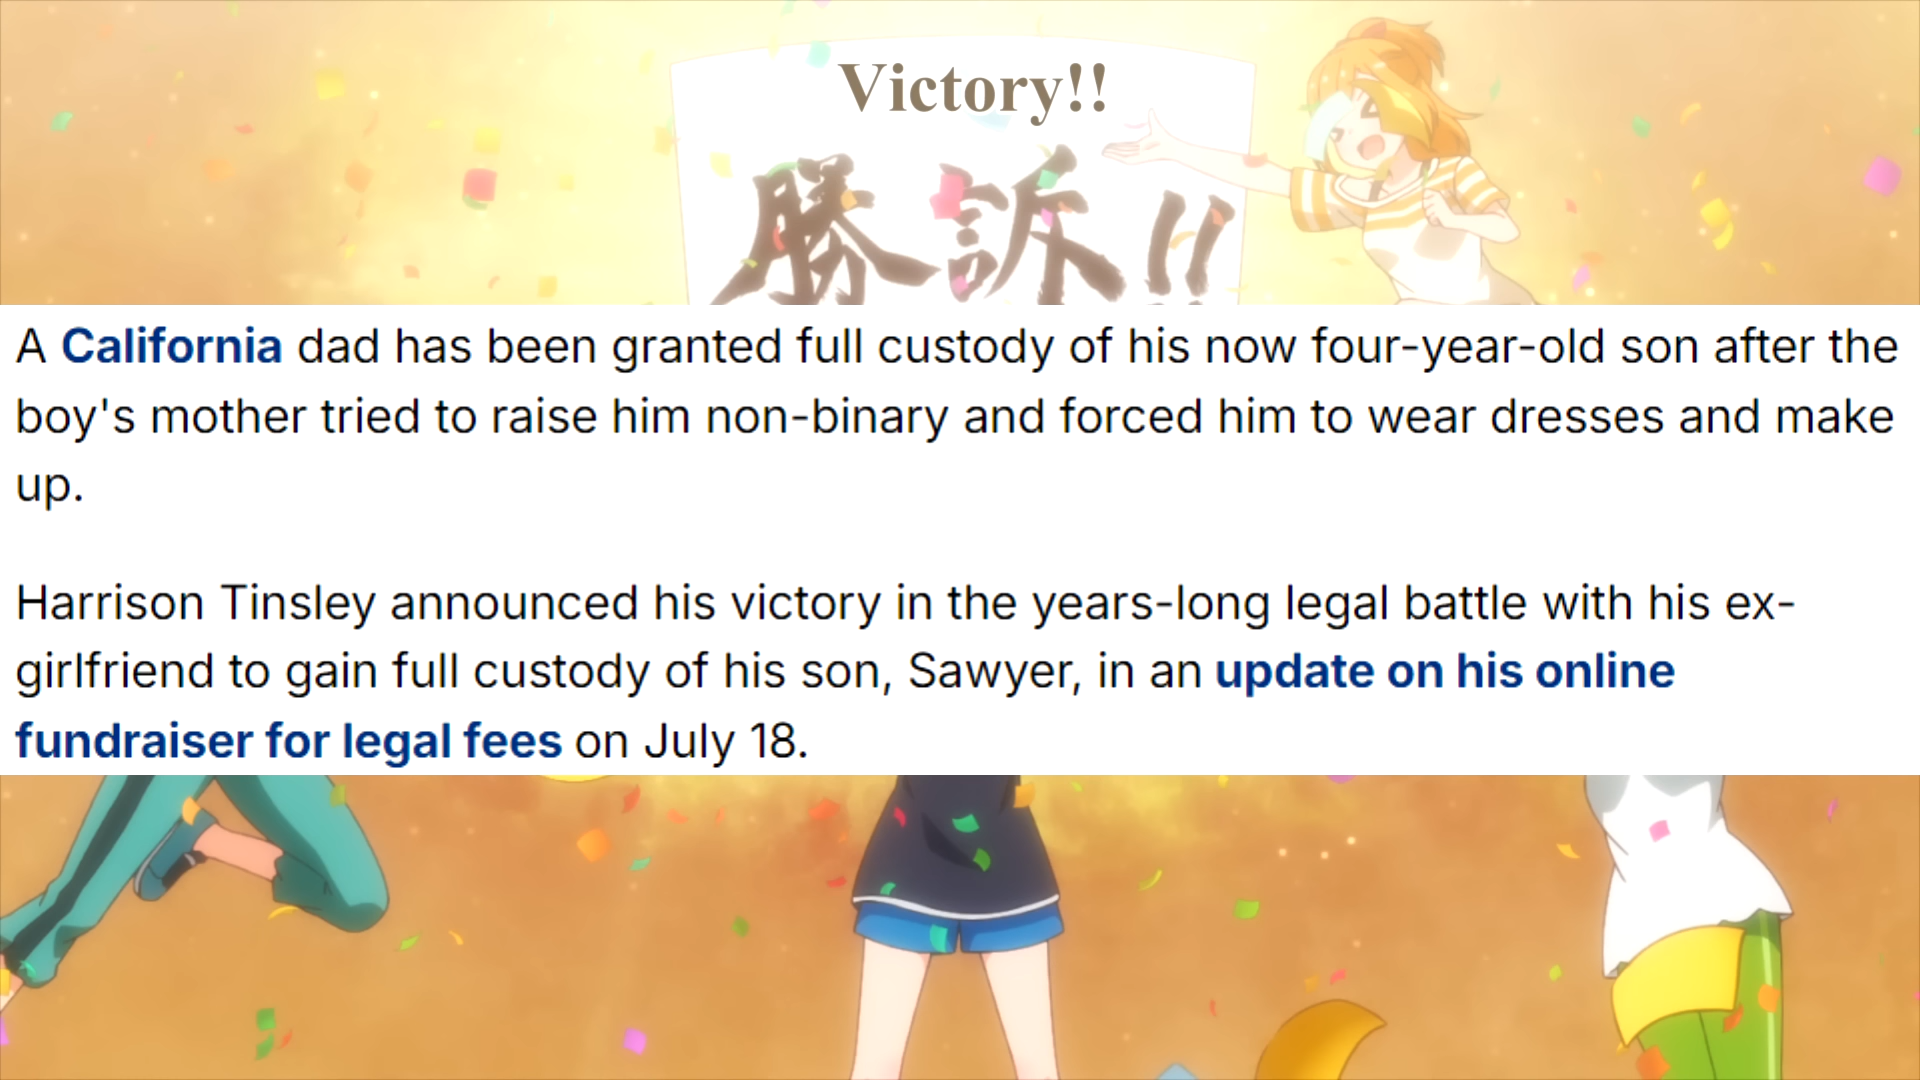 Victory!!
勝訴!!
A California dad has been granted full custody of his now four-year-old son after the
boy's mother tried to raise him non-binary and forced him to wear dresses and make
up.
Harrison Tinsley announced his victory in the years-long legal battle with his ex-
girlfriend to gain full custody of his son, Sawyer, in an update on his online
fundraiser for legal fees on July 18.